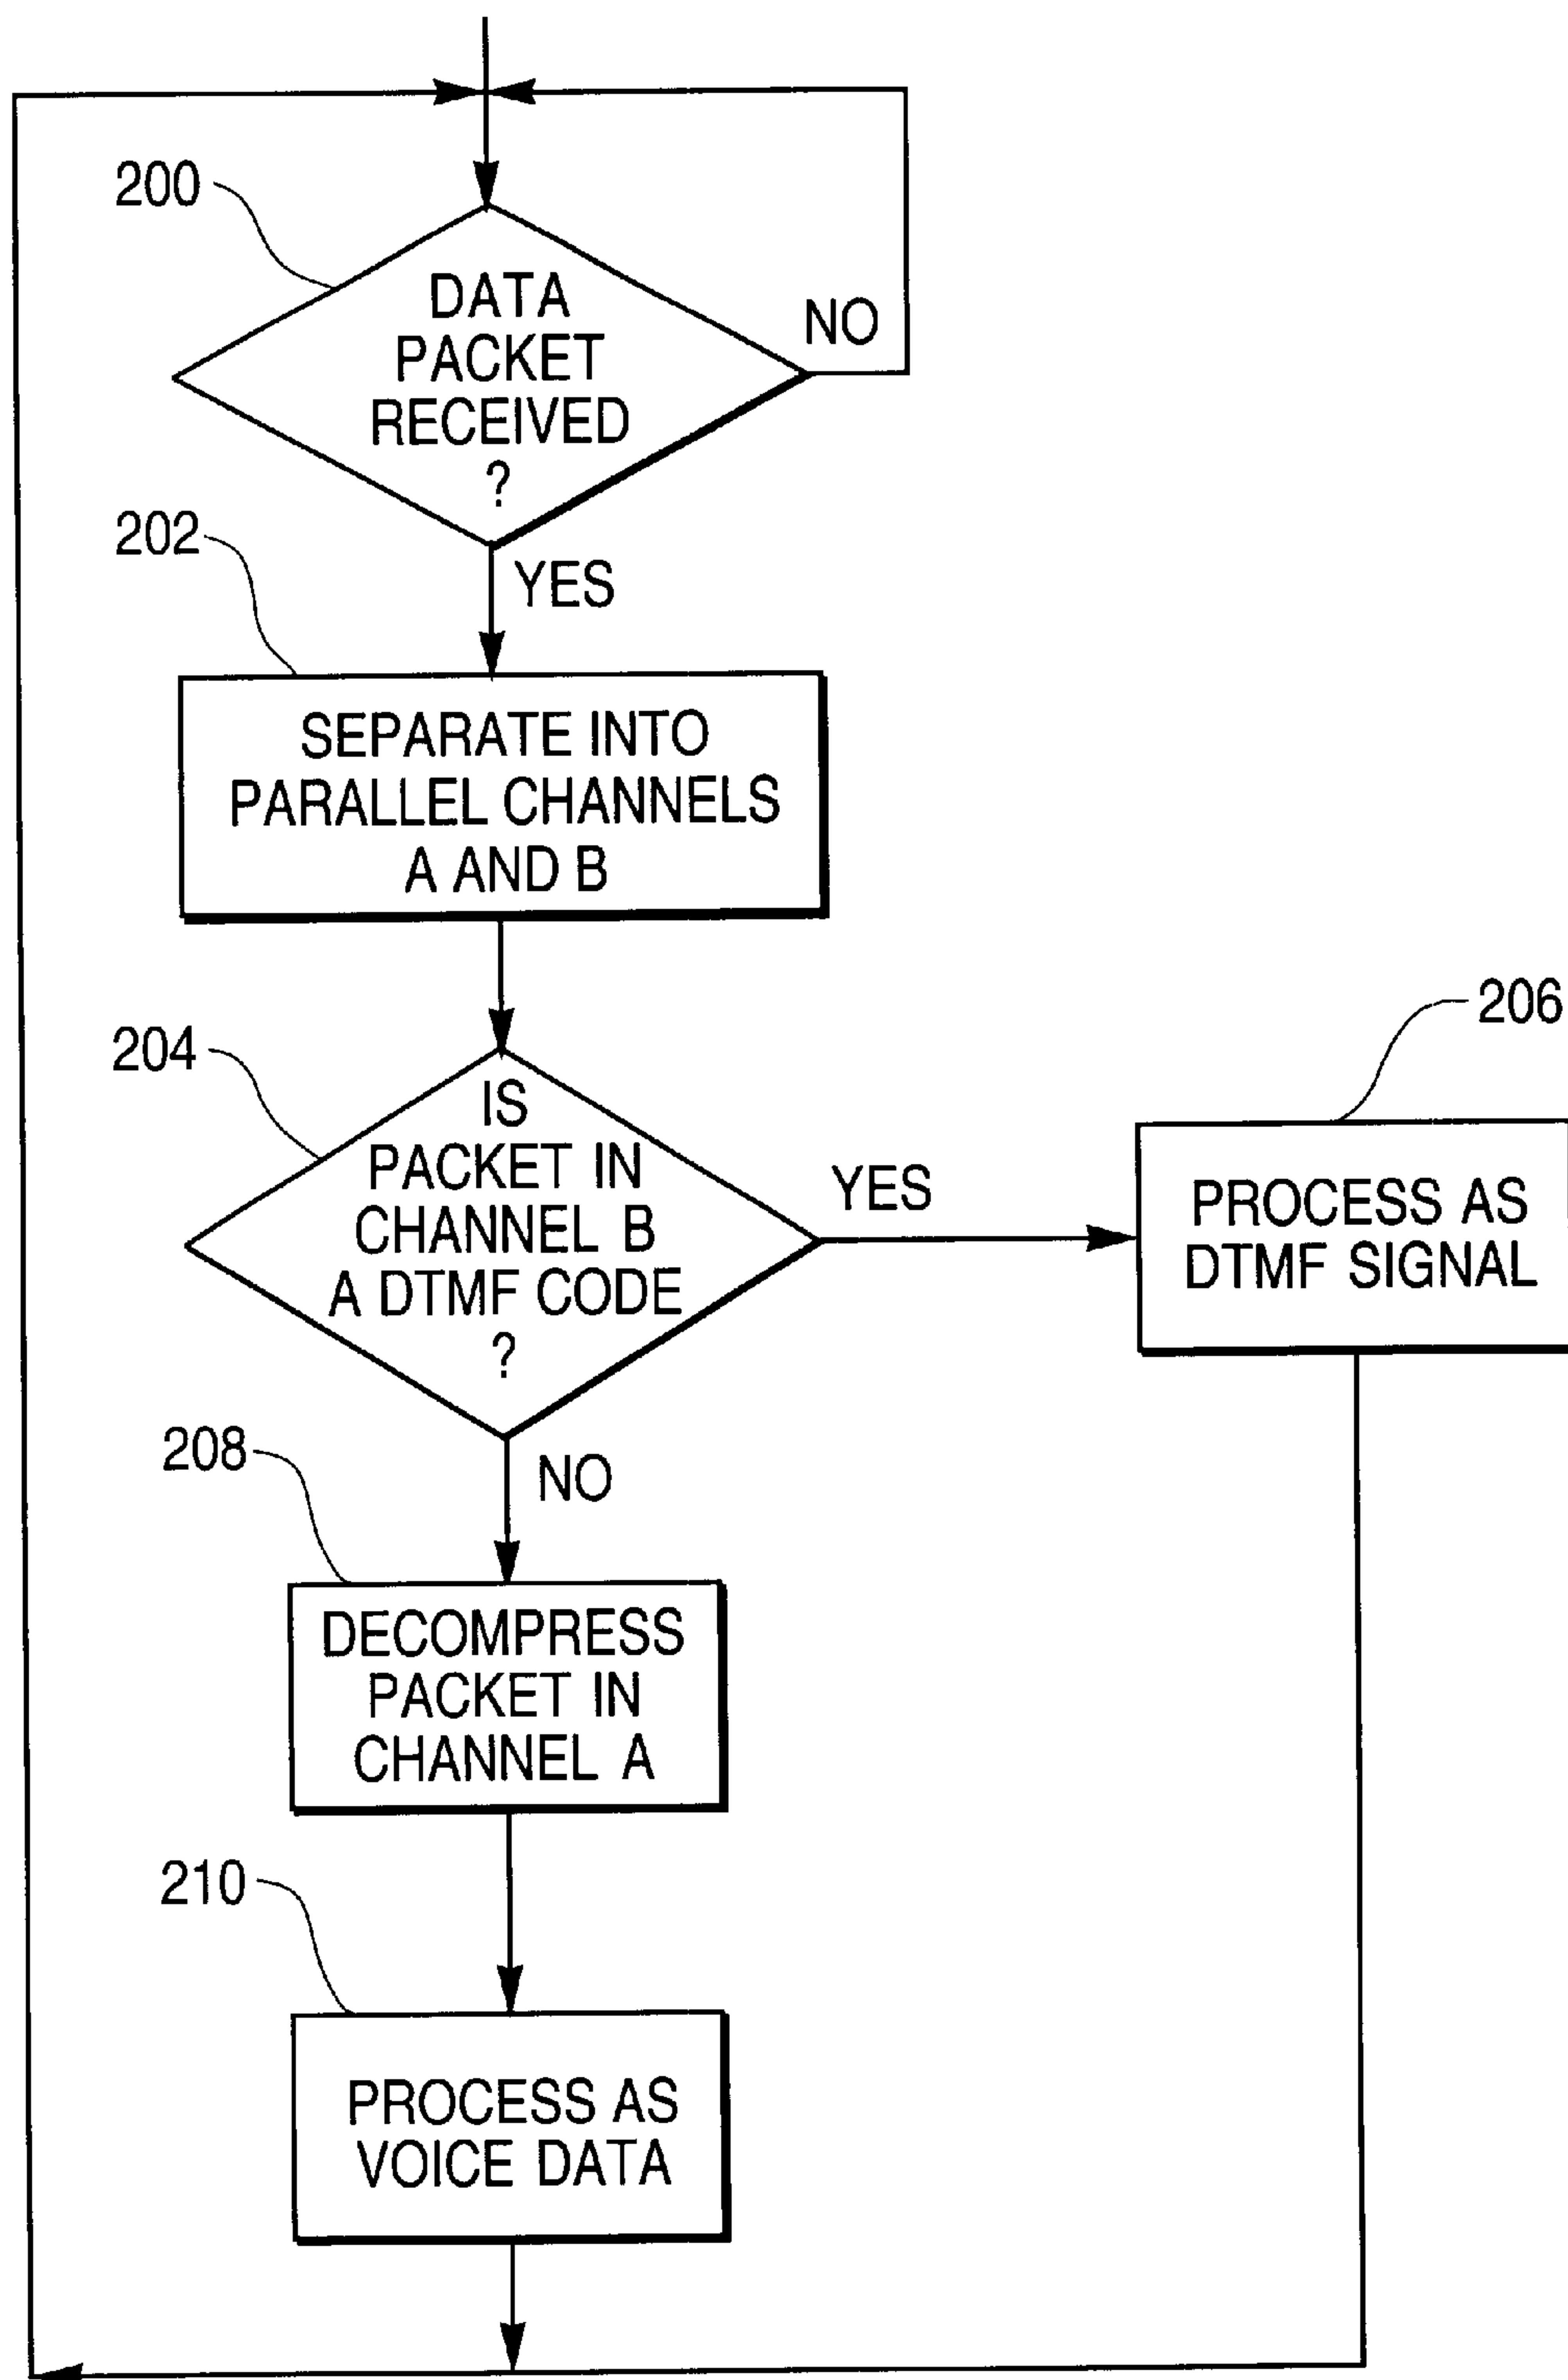 200
DATA
PACKET
RECEIVED
?
NO
202
YES
SEPARATE INTO
PARALLEL CHANNELS
A AND B
204
IS
PACKET IN
CHANNEL B
A DTMF CODE
?
YES
206
PROCESS AS
DTMF SIGNAL
208
NO
DECOMPRESS
PACKET IN
CHANNEL A
210
PROCESS AS
VOICE DATA